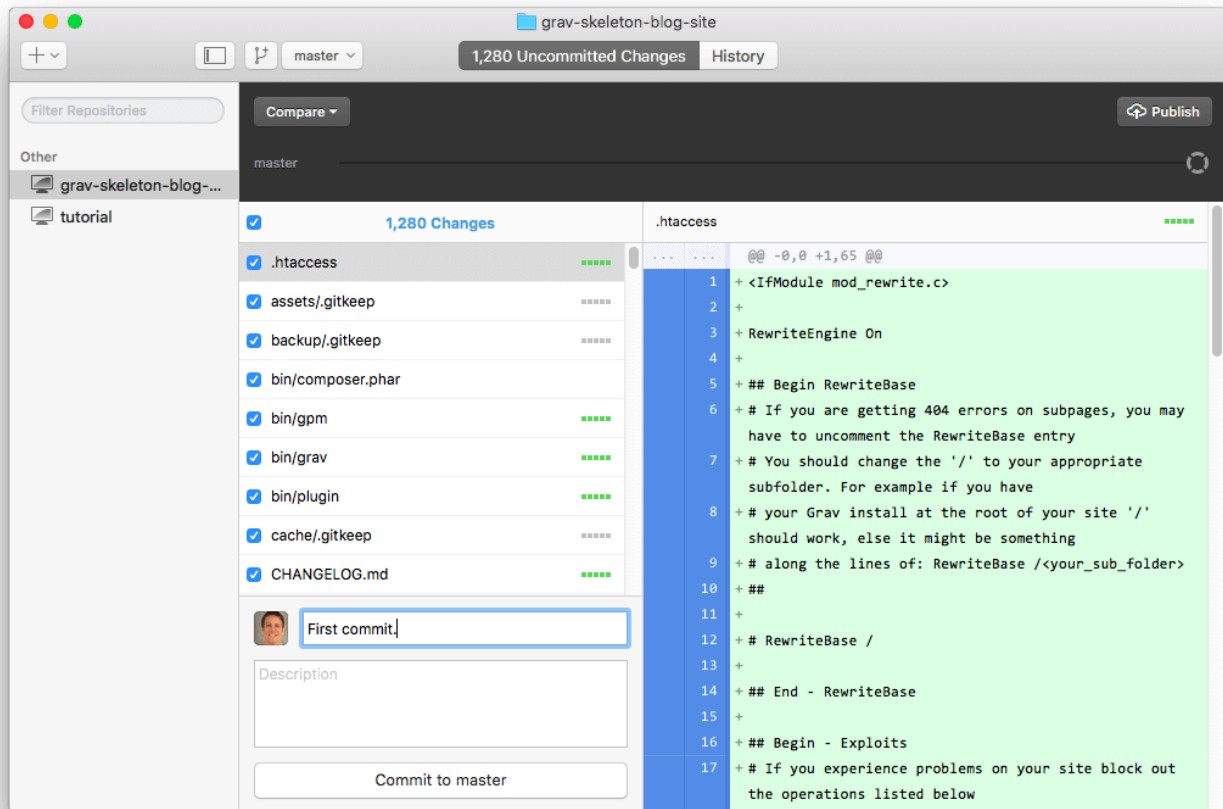 grav-skeleton-blog-site
master
1,280 Uncommitted Changes
History
Filter Repositories
Compare
Publish
Other
master
grav-skeleton-blog-...
tutorial
1,280 Changes
.htaccess
assets/.gitkeep
backup/.gitkeep
bin/composer.phar
bin/gpm
bin/grav
bin/plugin
cache/.gitkeep
CHANGELOG.md
First commit.
Description
Commit to master
.htaccess
... ... @@ -0,0 +1,65 @@
1 + <IfModule mod_rewrite.c>
2 +
3 + RewriteEngine On
4 +
5 + ## Begin RewriteBase
6 + # If you are getting 404 errors on subpages, you may
have to uncomment the RewriteBase entry
7 + # You should change the '/' to your appropriate
subfolder. For example if you have
8 + # your Grav install at the root of your site '/'
should work, else it might be something
9 + # along the lines of: RewriteBase /<your_sub_folder>
10 + ##
11 +
12 + # RewriteBase /
13 +
14 + ## End - RewriteBase
15 +
16 + ## Begin - Exploits
17 + # If you experience problems on your site block out
the operations listed below